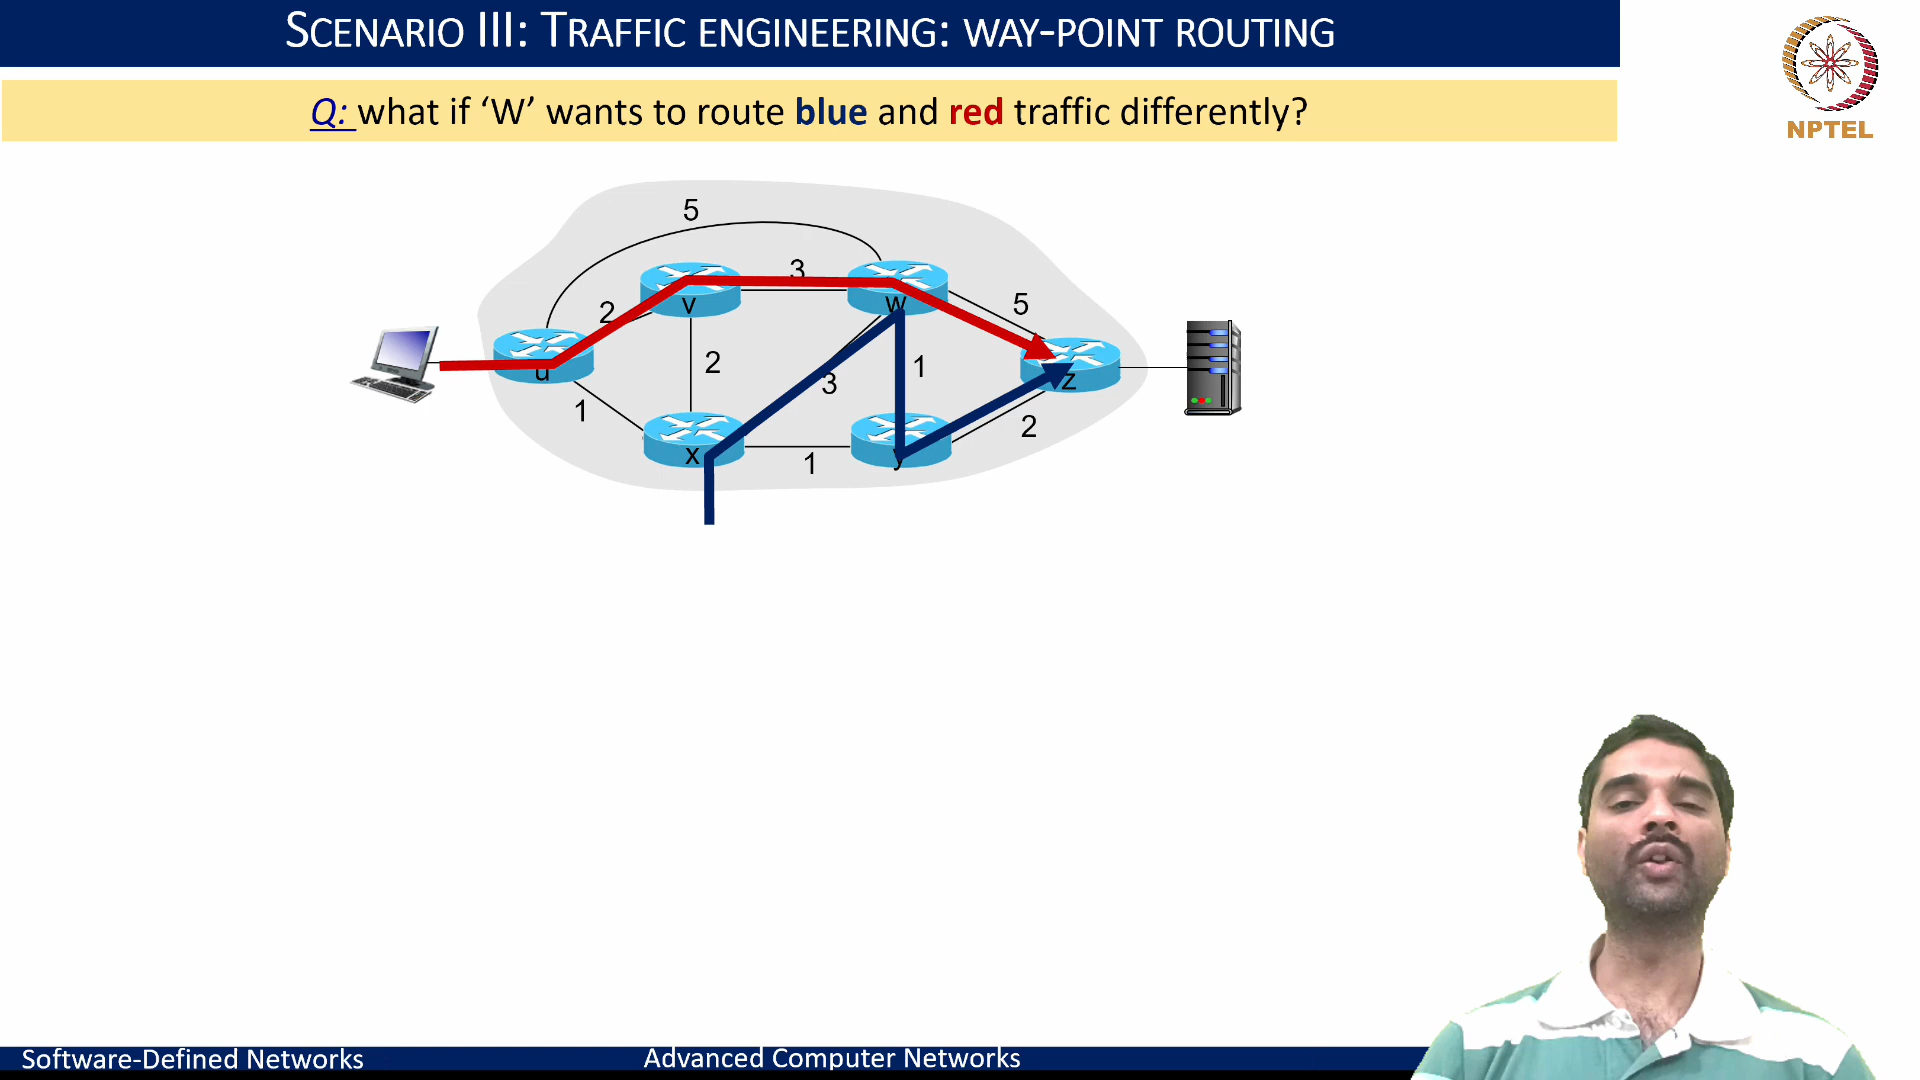 SCENARIO III: TRAFFIC ENGINEERING: WAY-POINT ROUTING
NPTEL
Q: what if ‘W’ wants to route blue and red traffic differently?
5
3
v
w
2
5
u
2
3
1
z
1
x
1
y
2
Software-Defined Networks
Advanced Computer Networks